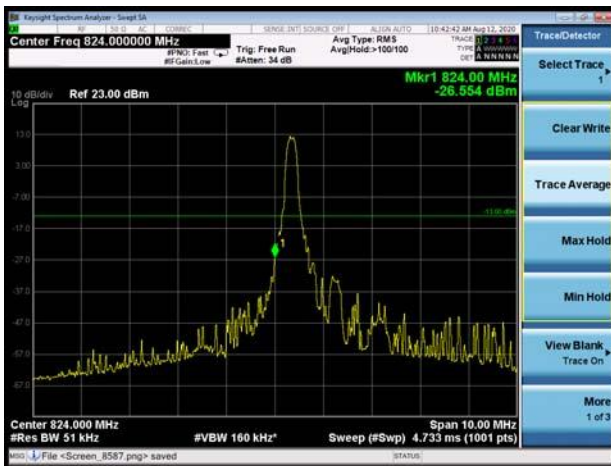 Keysight Spectrum Analyzer - Swept SA
RF 50 Ω AC CORREC SENSE:INT SOURCE OFF ALIGN AUTO 10:42:42 AM Aug 12, 2020
Center Freq 824.000000 MHz
#PNO: Fast
#IFGain:Low
Trig: Free Run
#Atten: 34 dB
Avg Type: RMS
Avg|Hold:>100/100
TRACE 1 2 3 4 5 6
TYPE
DET A N N N N N
Mkr1 824.00 MHz
-26.554 dBm
10 dB/div Ref 23.00 dBm
Log
13.0
3.00
-7.00
-13.00 dBm
-17.0
1
-27.0
-37.0
-47.0
-57.0
-67.0
Center 824.000 MHz Span 10.00 MHz
#Res BW 51 kHz #VBW 160 kHz* Sweep (#Swp) 4.733 ms (1001 pts)
MSG File <Screen_8587.png> saved STATUS
Trace/Detector
Select Trace
1
Clear Write
Trace Average
Max Hold
Min Hold
View Blank
Trace On
More
1 of 3